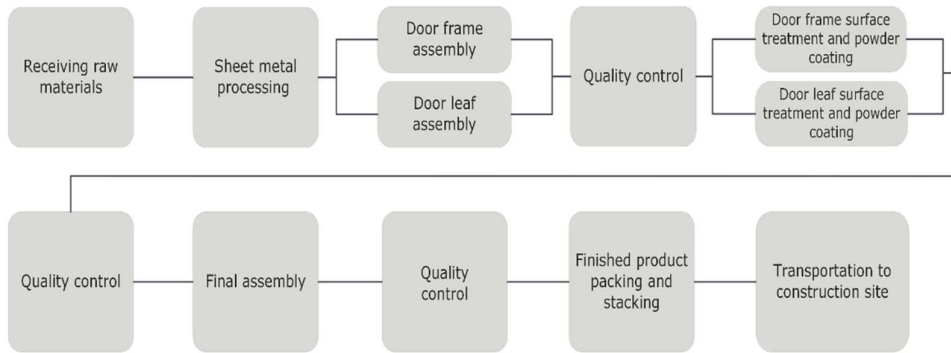 Receiving raw
materials
Sheet metal
processing
Door frame
assembly
Door leaf
assembly
Quality control
Door frame surface
treatment and powder
coating
Door leaf surface
treatment and powder
coating
Quality control
Final assembly
Quality
control
Finished product
packing and
stacking
Transportation to
construction site